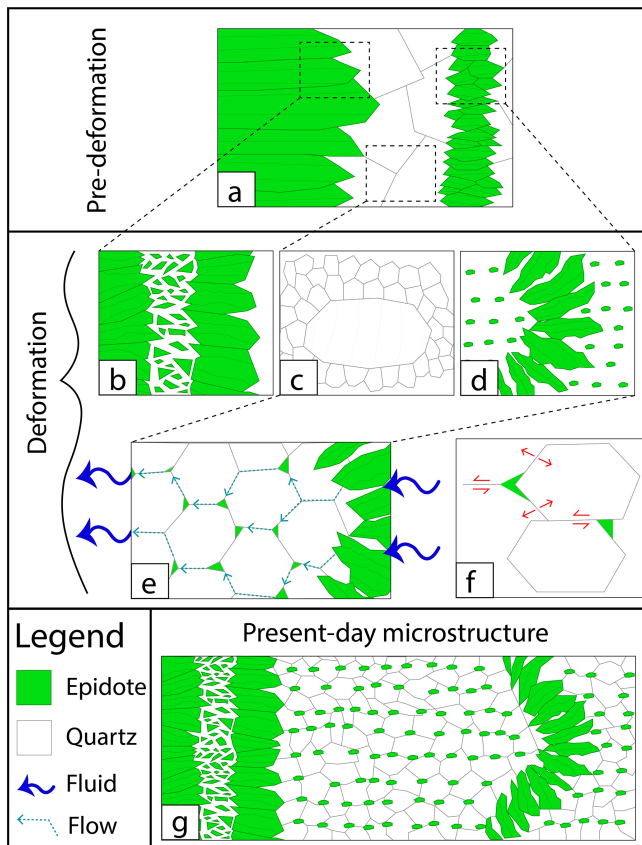 Pre-deformation
a
Deformation
b
c
d
e
f
Legend
Epidote
Quartz
Fluid
Flow
Present-day microstructure
g